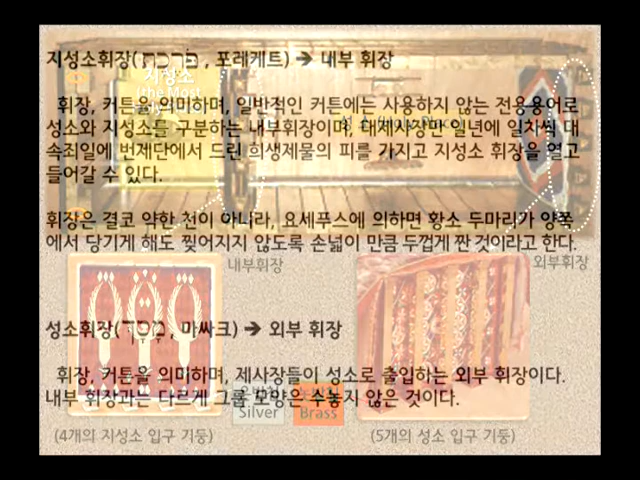 지성소휘장(פרכת, 포레케트) → 내부 휘장
지성소
(the Most
휘장, 커튼을 의미하며, 일반적인 커튼에는 사용하지 않는 전용용어로
성소와 지성소를 구분하는 내부휘장이며, 대제사장만 일년에 일차씩 대
속죄일에 번제단에서 드린 희생제물의 피를 가지고 지성소 휘장을 열고
들어갈 수 있다.
휘장은 결코 약한 천이 아니라, 요세푸스에 의하면 황소 두마리가 양쪽
에서 당기게 해도 찢어지지 않도록 손넓이 만큼 두껍게 짠 것이라고 한다.
내부휘장
외부휘장
성소휘장(מסך, 마싸크) → 외부 휘장
휘장, 커튼을 의미하며, 제사장들이 성소로 출입하는 외부 휘장이다.
내부 휘장과는 다르게 그룹 모양은 수놓지 않은 것이다.
Silver
Brass
(4개의 지성소 입구 기둥)
(5개의 성소 입구 기둥)